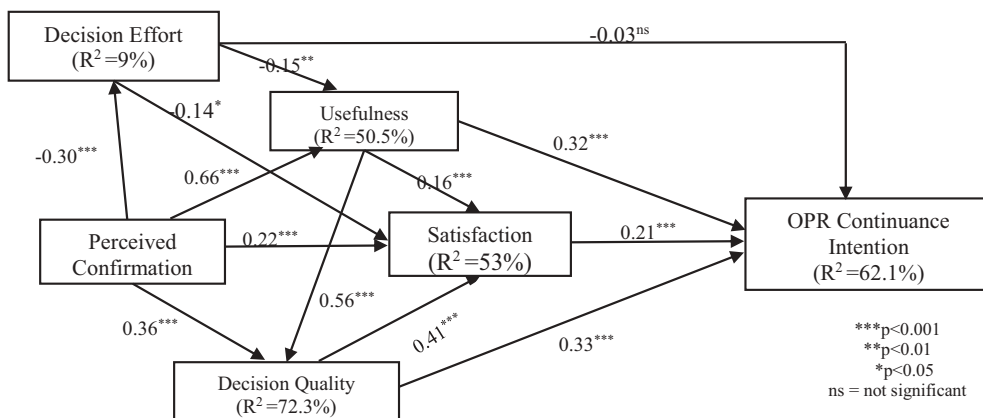 Decision Effort
(R² =9%)
-0.03ns
-0.15**
Usefulness
(R² =50.5%)
-0.14*
-0.30***
0.66***
0.16***
0.32***
Perceived
Confirmation
0.22***
Satisfaction
(R² =53%)
0.21***
OPR Continuance
Intention
(R² =62.1%)
0.36***
0.56***
0.41***
0.33***
Decision Quality
(R² =72.3%)
***p<0.001
**p<0.01
*p<0.05
ns = not significant